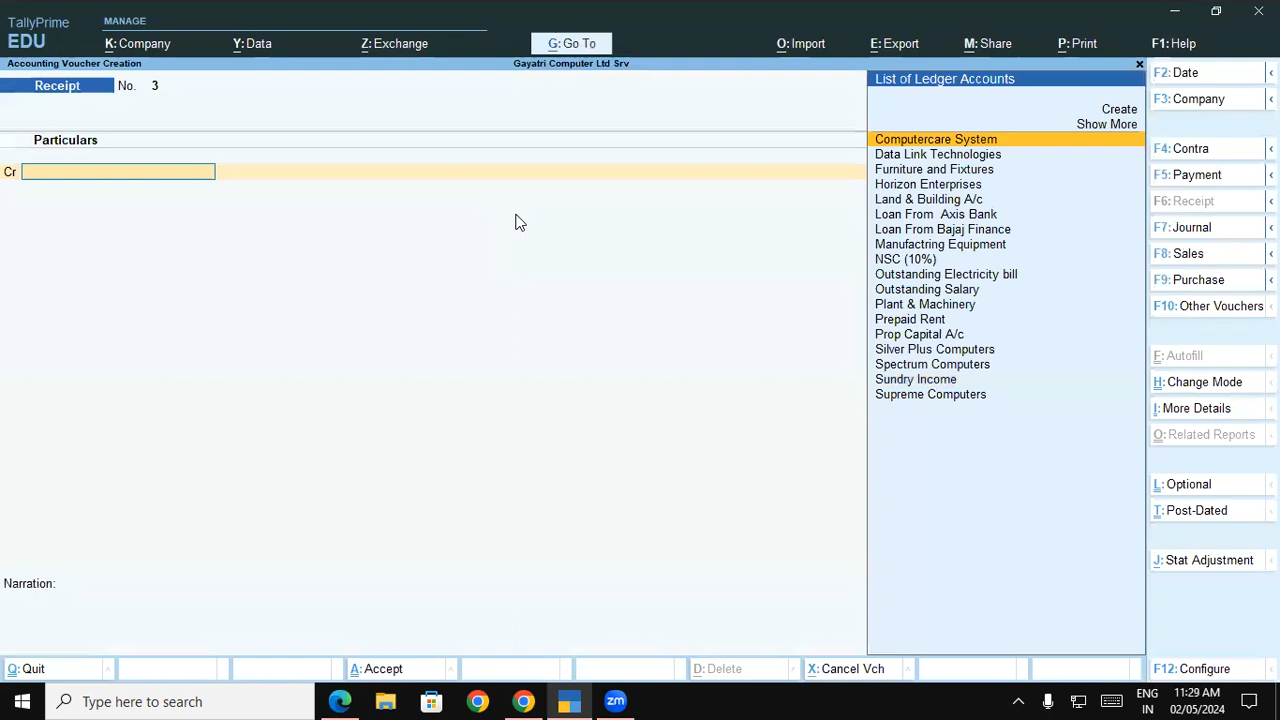 TallyPrime
EDU
MANAGE
K: Company
Y: Data
Z: Exchange
G: Go To
O: Import
E: Export
M: Share
P: Print
F1: Help
Accounting Voucher Creation
Gayatri Computer Ltd Srv
Receipt No. 3
Particulars
Cr
Narration:
List of Ledger Accounts
Create
Show More
Computercare System
Data Link Technologies
Furniture and Fixtures
Horizon Enterprises
Land & Building A/c
Loan From Axis Bank
Loan From Bajaj Finance
Manufactring Equipment
NSC (10%)
Outstanding Electricity bill
Outstanding Salary
Plant & Machinery
Prepaid Rent
Prop Capital A/c
Silver Plus Computers
Spectrum Computers
Sundry Income
Supreme Computers
F2: Date
F3: Company
F4: Contra
F5: Payment
F6: Receipt
F7: Journal
F8: Sales
F9: Purchase
F10: Other Vouchers
F: Autofill
H: Change Mode
I: More Details
O: Related Reports
L: Optional
T: Post-Dated
J: Stat Adjustment
Q: Quit
A: Accept
D: Delete
X: Cancel Vch
F12: Configure
Type here to search
zm
ENG
IN
11:29 AM
02/05/2024